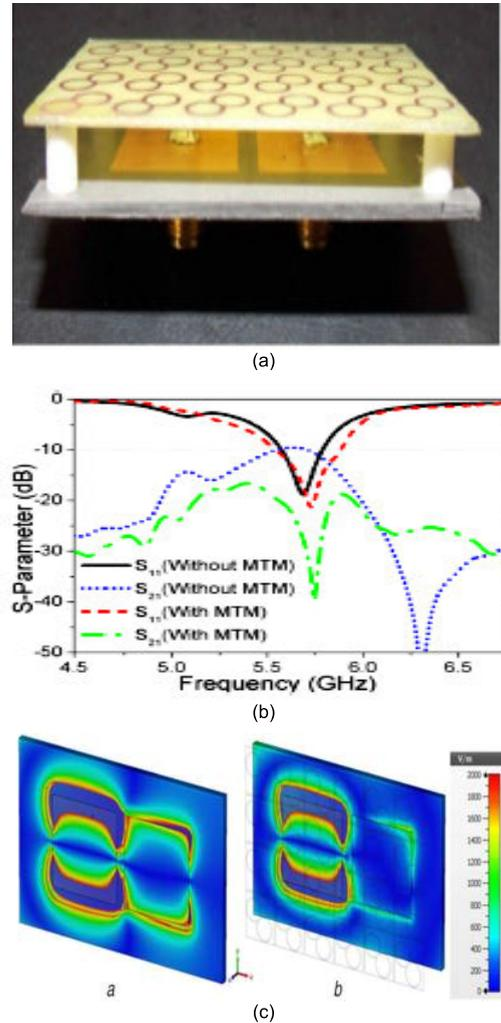 (a)
0
-10
-20
-30
-40
-50
S-Parameter (dB)
S11(Without MTM)
S21(Without MTM)
S11(With MTM)
S21(With MTM)
4.5 5.0 5.5 6.0 6.5
Frequency (GHz)
(b)
V/m
2000
1800
1600
1400
1200
1000
800
600
400
200
0
a b
(c)